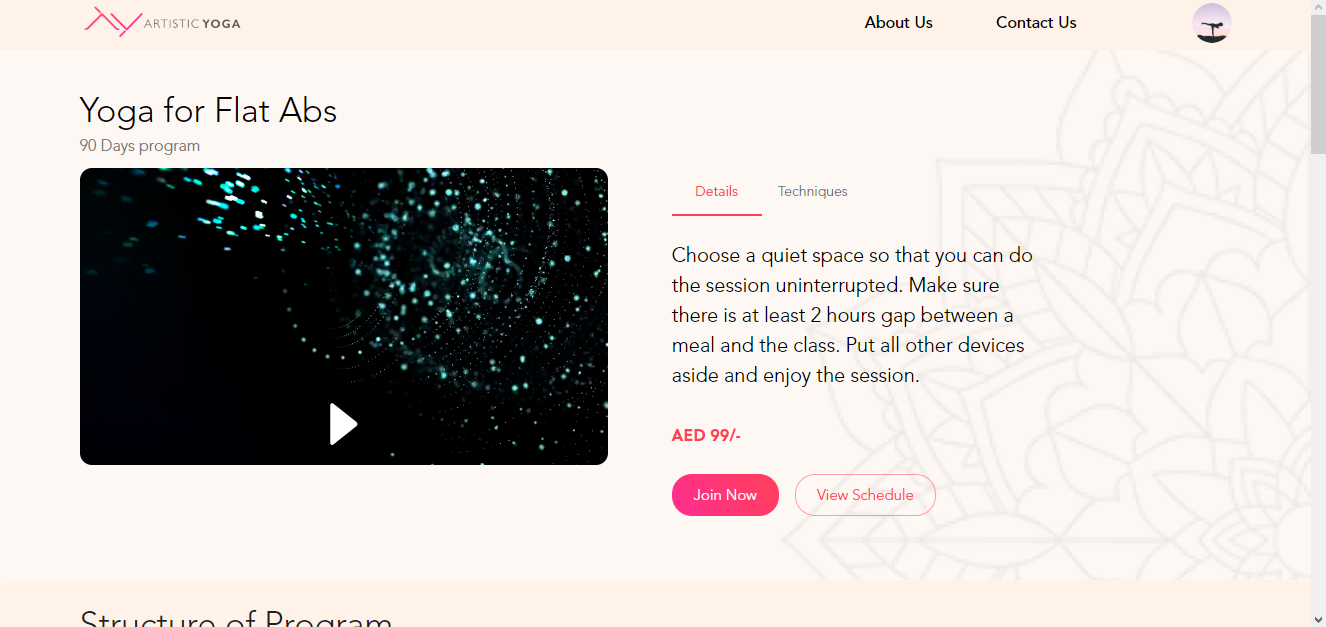 ARTISTIC YOGA
About Us
Contact Us
Yoga for Flat Abs
90 Days program
Details
Techniques
Choose a quiet space so that you can do
the session uninterrupted. Make sure
there is at least 2 hours gap between a
meal and the class. Put all other devices
aside and enjoy the session.
AED 99/-
Join Now
View Schedule
Structure of Program